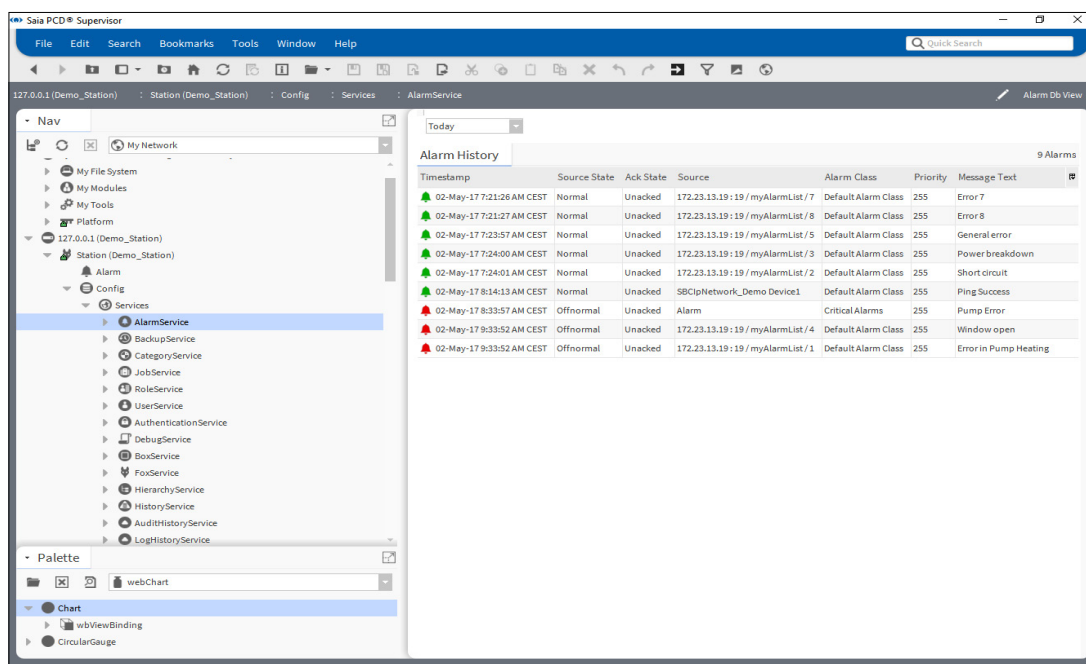 Saia PCD® Supervisor
File Edit Search Bookmarks Tools Window Help
Quick Search
127.0.0.1 (Demo_Station) : Station (Demo_Station) : Config : Services : AlarmService
Alarm Db View
Nav
My Network
My File System
My Modules
My Tools
Platform
127.0.0.1 (Demo_Station)
Station (Demo_Station)
Alarm
Config
Services
AlarmService
BackupService
CategoryService
JobService
RoleService
UserService
AuthenticationService
DebugService
BoxService
FoxService
HierarchyService
HistoryService
AuditHistoryService
LogHistoryService
Palette
webChart
Chart
wbViewBinding
CircularGauge
Today
Alarm History 9 Alarms
Timestamp Source State Ack State Source Alarm Class Priority Message Text
02-May-17 7:21:26 AM CEST Normal Unacked 172.23.13.19 : 19 / myAlarmList / 7 Default Alarm Class 255 Error 7
02-May-17 7:21:27 AM CEST Normal Unacked 172.23.13.19 : 19 / myAlarmList / 8 Default Alarm Class 255 Error 8
02-May-17 7:23:57 AM CEST Normal Unacked 172.23.13.19 : 19 / myAlarmList / 5 Default Alarm Class 255 General error
02-May-17 7:24:00 AM CEST Normal Unacked 172.23.13.19 : 19 / myAlarmList / 3 Default Alarm Class 255 Power breakdown
02-May-17 7:24:01 AM CEST Normal Unacked 172.23.13.19 : 19 / myAlarmList / 2 Default Alarm Class 255 Short circuit
02-May-17 8:14:13 AM CEST Normal Unacked SBCIpNetwork_Demo Device1 Default Alarm Class 255 Ping Success
02-May-17 8:33:57 AM CEST Offnormal Unacked Alarm Critical Alarms 255 Pump Error
02-May-17 9:33:52 AM CEST Offnormal Unacked 172.23.13.19 : 19 / myAlarmList / 4 Default Alarm Class 255 Window open
02-May-17 9:33:52 AM CEST Offnormal Unacked 172.23.13.19 : 19 / myAlarmList / 1 Default Alarm Class 255 Error in Pump Heating